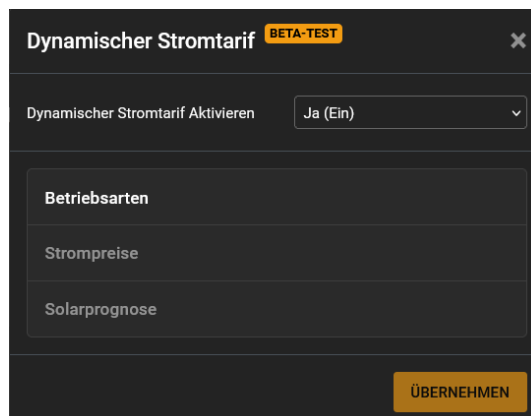 Dynamischer Stromtarif BETA-TEST
Dynamischer Stromtarif Aktivieren Ja (Ein)
Betriebsarten
Strompreise
Solarprognose
ÜBERNEHMEN